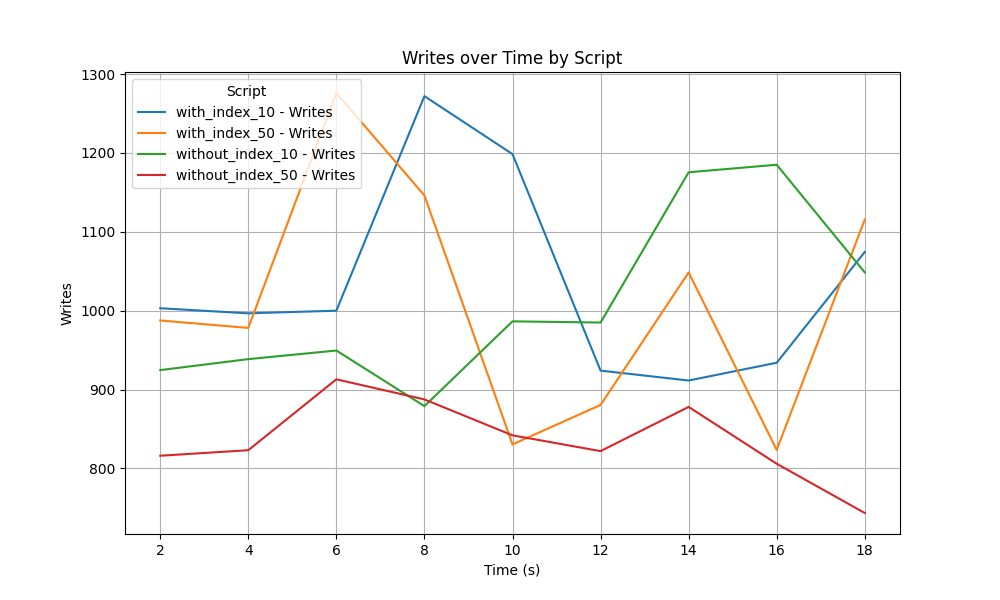 Writes over Time by Script
1300
1200
1100
1000
900
800
Writes
Script
with_index_10 - Writes
with_index_50 - Writes
without_index_10 - Writes
without_index_50 - Writes
2 4 6 8 10 12 14 16 18
Time (s)